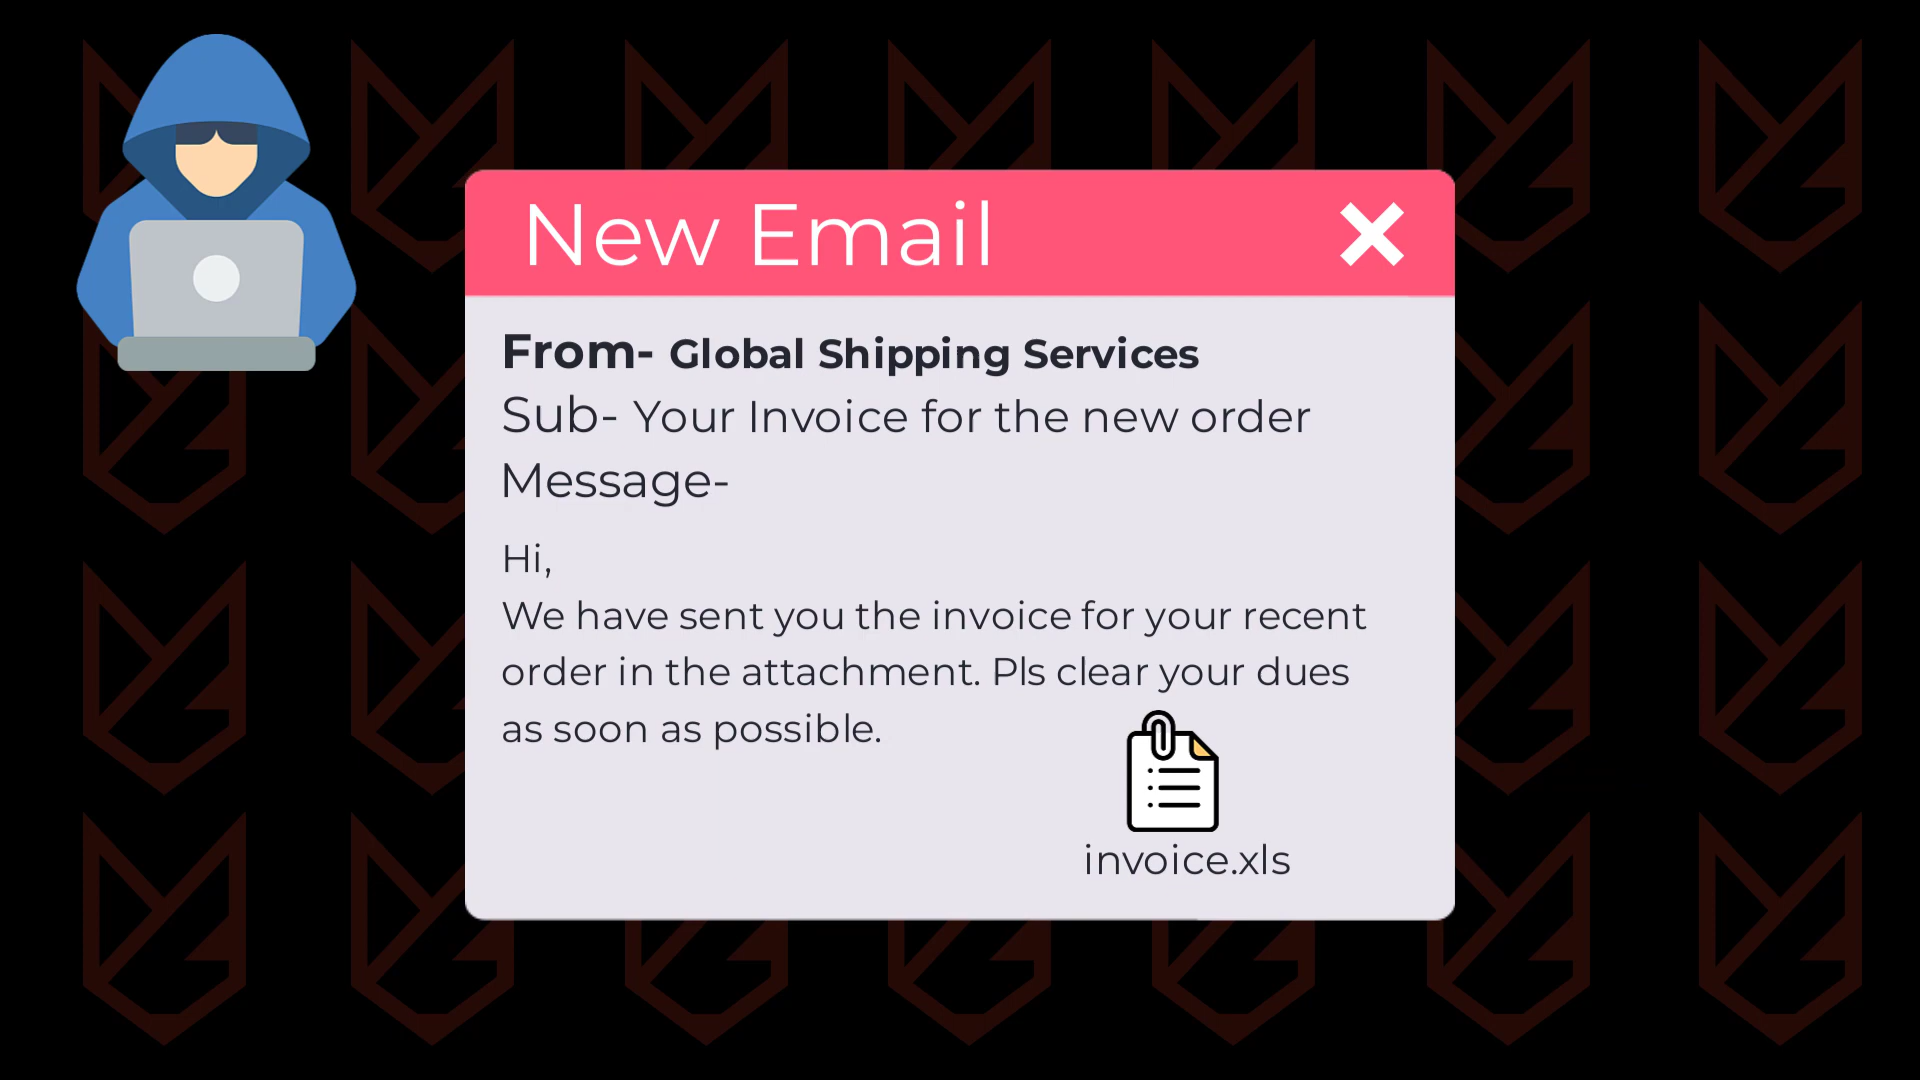 New Email
From- Global Shipping Services
Sub- Your Invoice for the new order
Message-
Hi,
We have sent you the invoice for your recent
order in the attachment. Pls clear your dues
as soon as possible.
invoice.xls